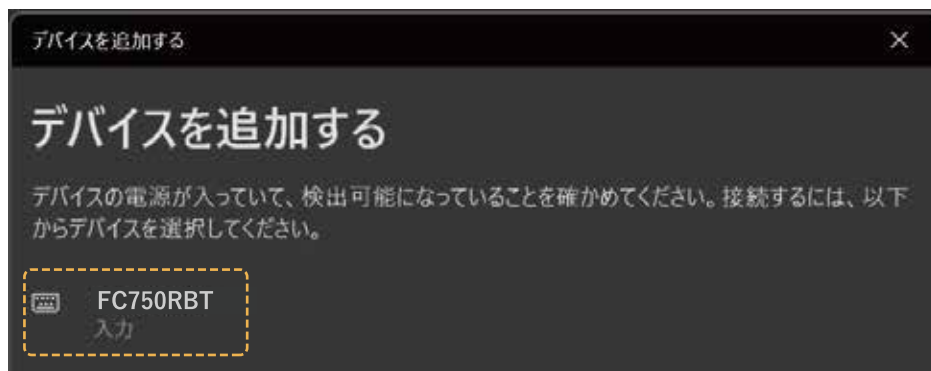 デバイスを追加する
デバイスを追加する
デバイスの電源が入っていて、検出可能になっていることを確かめてください。接続するには、以下
からデバイスを選択してください。
FC750RBT
入力